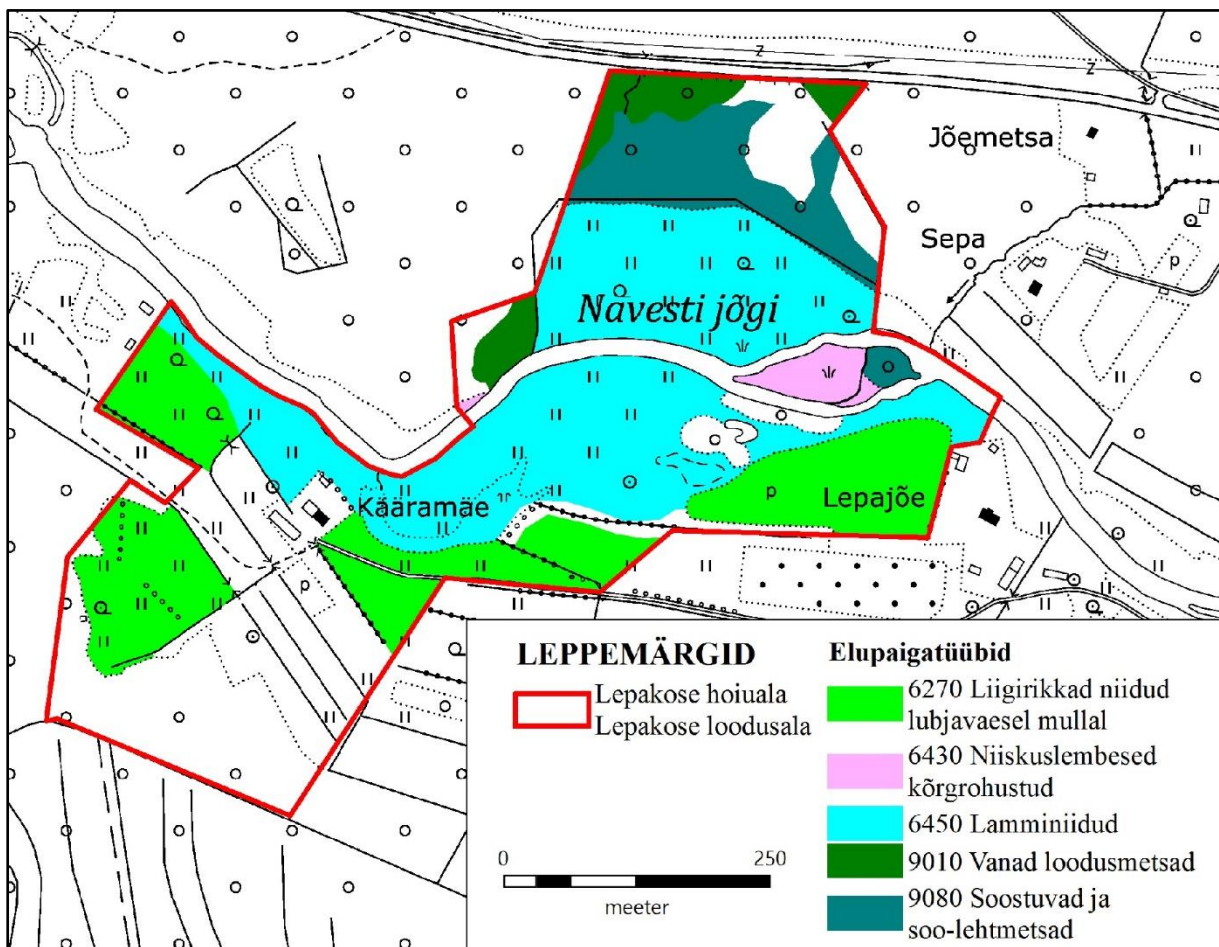 z
z
Jõemetsa
Sepa
p
Navesti jõgi
Kääramäe
p
Lepajõe
p
LEPPEMÄRGID
Lepakose hoiuala
Lepakose loodusala
Elupaigatüübid
6270 Liigirikkad niidud
lubjavaesel mullal
6430 Niiskuslembesed
kõrgrohustud
6450 Lamminiidud
9010 Vanad loodusmetsad
9080 Soostuvad ja
soo-lehtmetsad
0
250
meeter